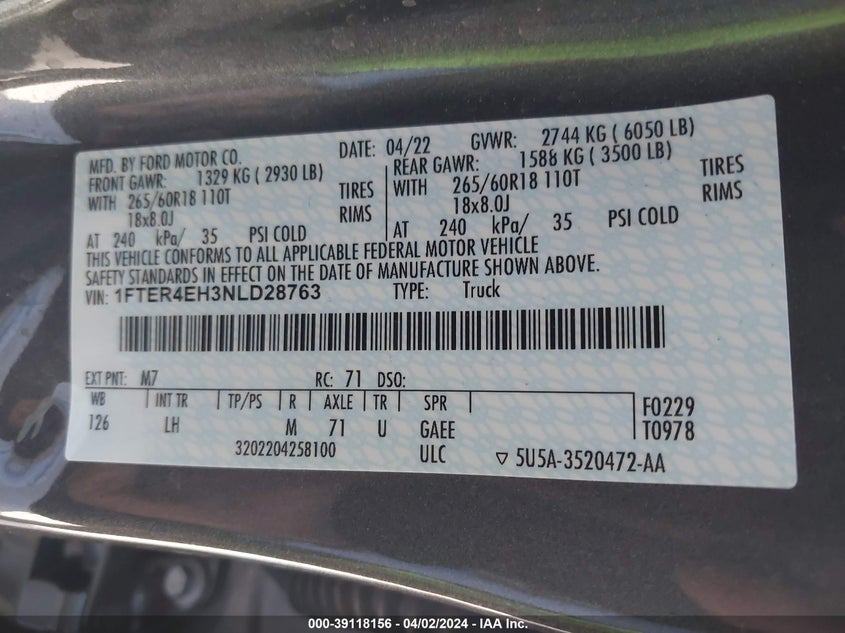 MFD. BY FORD MOTOR CO. DATE: 04/22 GVWR: 2744 KG ( 6050 LB)
FRONT GAWR: 1329 KG ( 2930 LB) REAR GAWR: 1588 KG ( 3500 LB)
WITH 265/60R18 110T TIRES WITH 265/60R18 110T TIRES
18x8.0J RIMS 18x8.0J RIMS
AT 240 kPa/ 35 PSI COLD AT 240 kPa/ 35 PSI COLD
THIS VEHICLE CONFORMS TO ALL APPLICABLE FEDERAL MOTOR VEHICLE
SAFETY STANDARDS IN EFFECT ON THE DATE OF MANUFACTURE SHOWN ABOVE.
VIN: 1FTER4EH3NLD28763 TYPE: Truck
EXT PNT: M7 RC: 71 DSO:
WB INT TR TP/PS R AXLE TR SPR F0229
126 LH M 71 U GAEE T0978
3202204258100 ULC ▽ 5U5A-3520472-AA
000-39118156 - 04/02/2024 - IAA Inc.